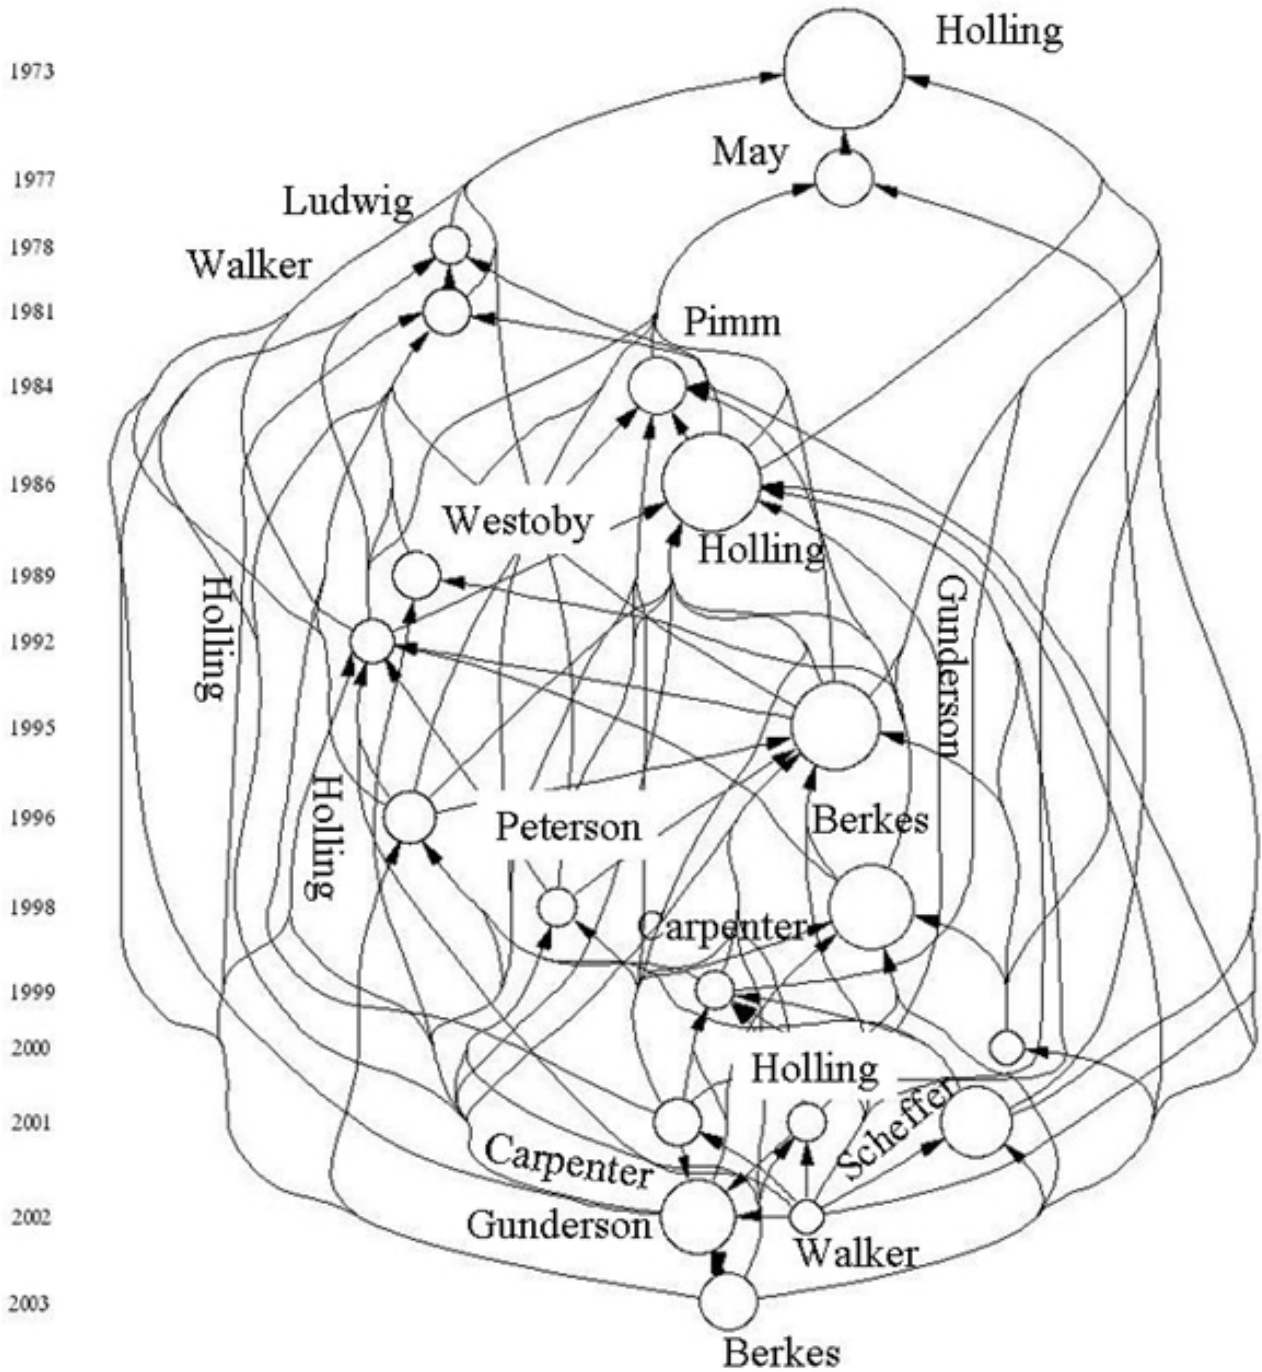 Holling
1973
May
1977
Ludwig
1978
Walker
1981
Pimm
1984
1986
Westoby
Holling
1989
Holling
Gunderson
1992
1995
Holling
1996
Peterson
Berkes
1998
Carpenter
1999
2000
Holling
2001
Scheffer
Carpenter
2002
Gunderson
Walker
2003
Berkes